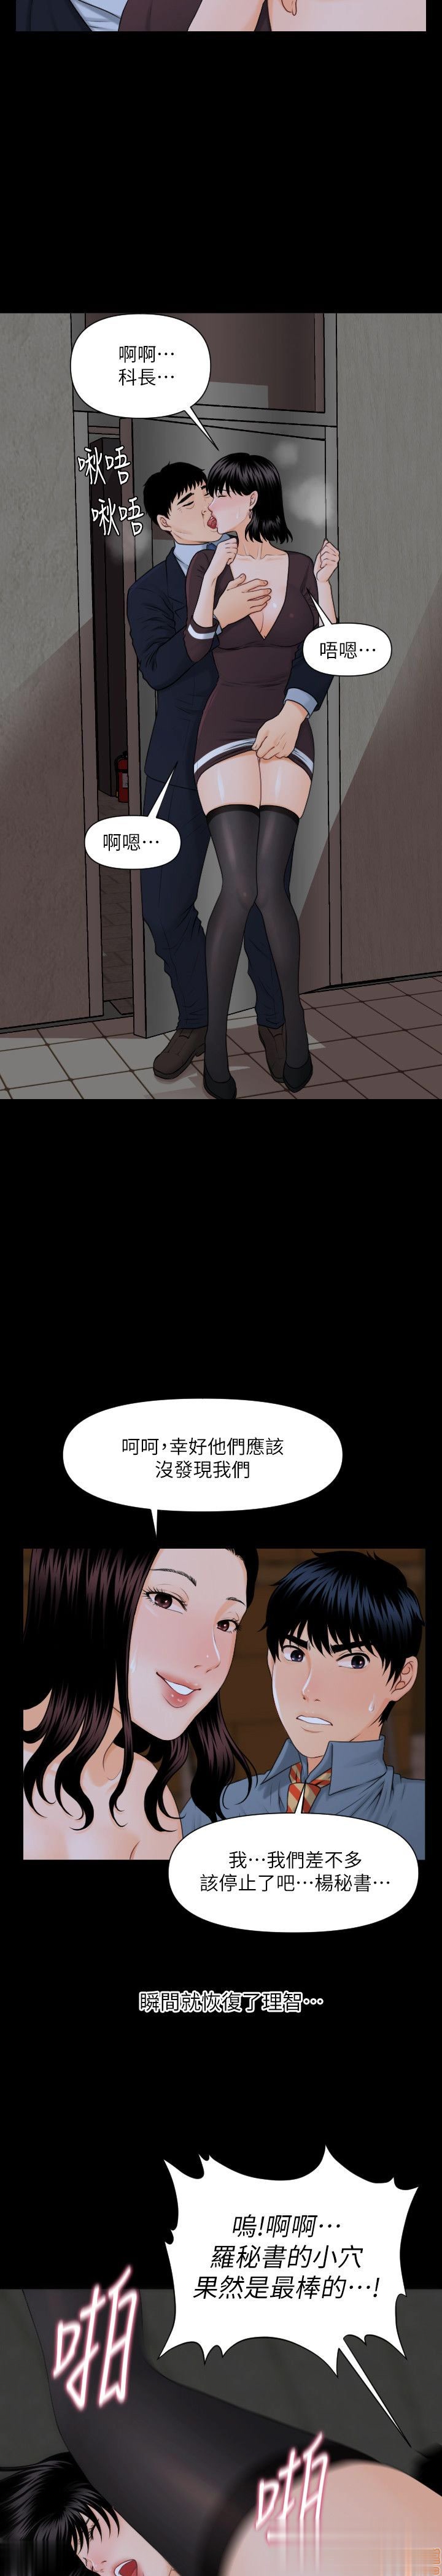 啊啊⋯
科長⋯
啾唔
啾唔
唔嗯⋯
啊嗯⋯
呵呵,幸好他們應該
沒發現我們
我⋯我們差不多
該停止了吧⋯楊秘書⋯
瞬間就恢復了理智⋯
嗚!啊啊⋯
羅秘書的小穴
果然是最棒的⋯!
啪
啪